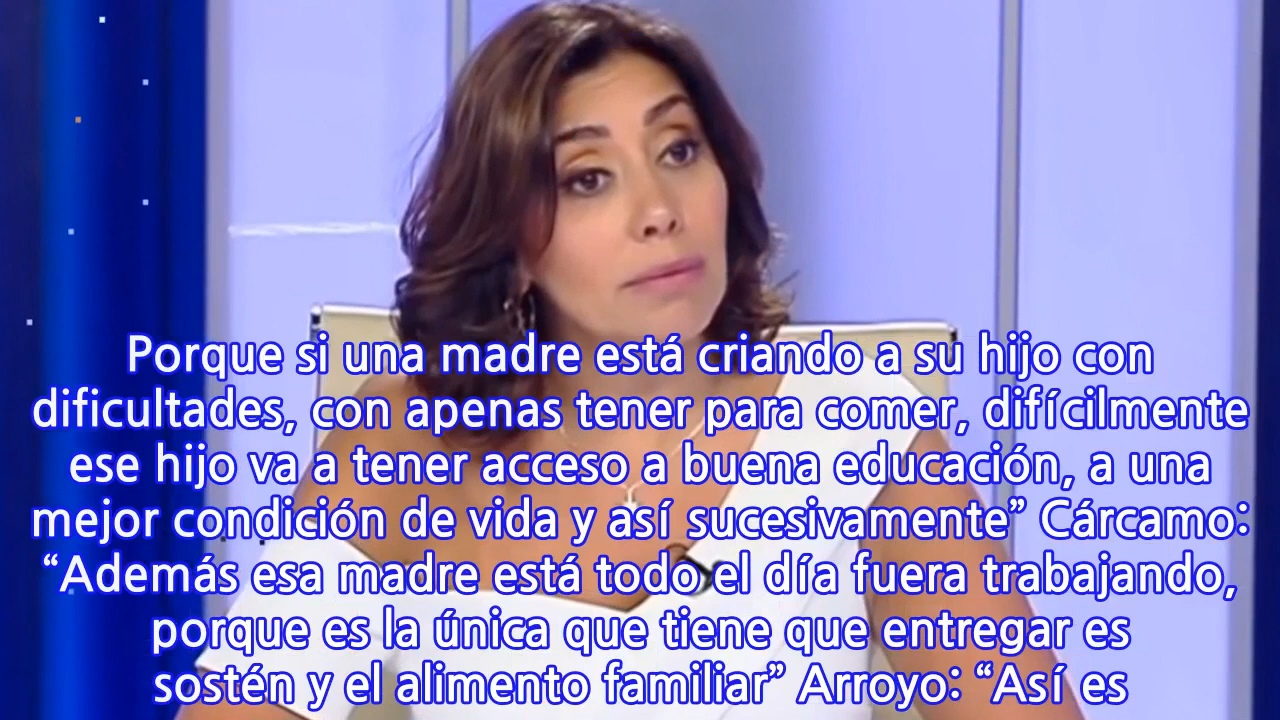 Porque si una madre está criando a su hijo con
dificultades, con apenas tener para comer, difícilmente
ese hijo va a tener acceso a buena educación, a una
mejor condición de vida y así sucesivamente” Cárcamo:
“Además esa madre está todo el día fuera trabajando,
porque es la única que tiene que entregar es
sostén y el alimento familiar” Arroyo: “Así es